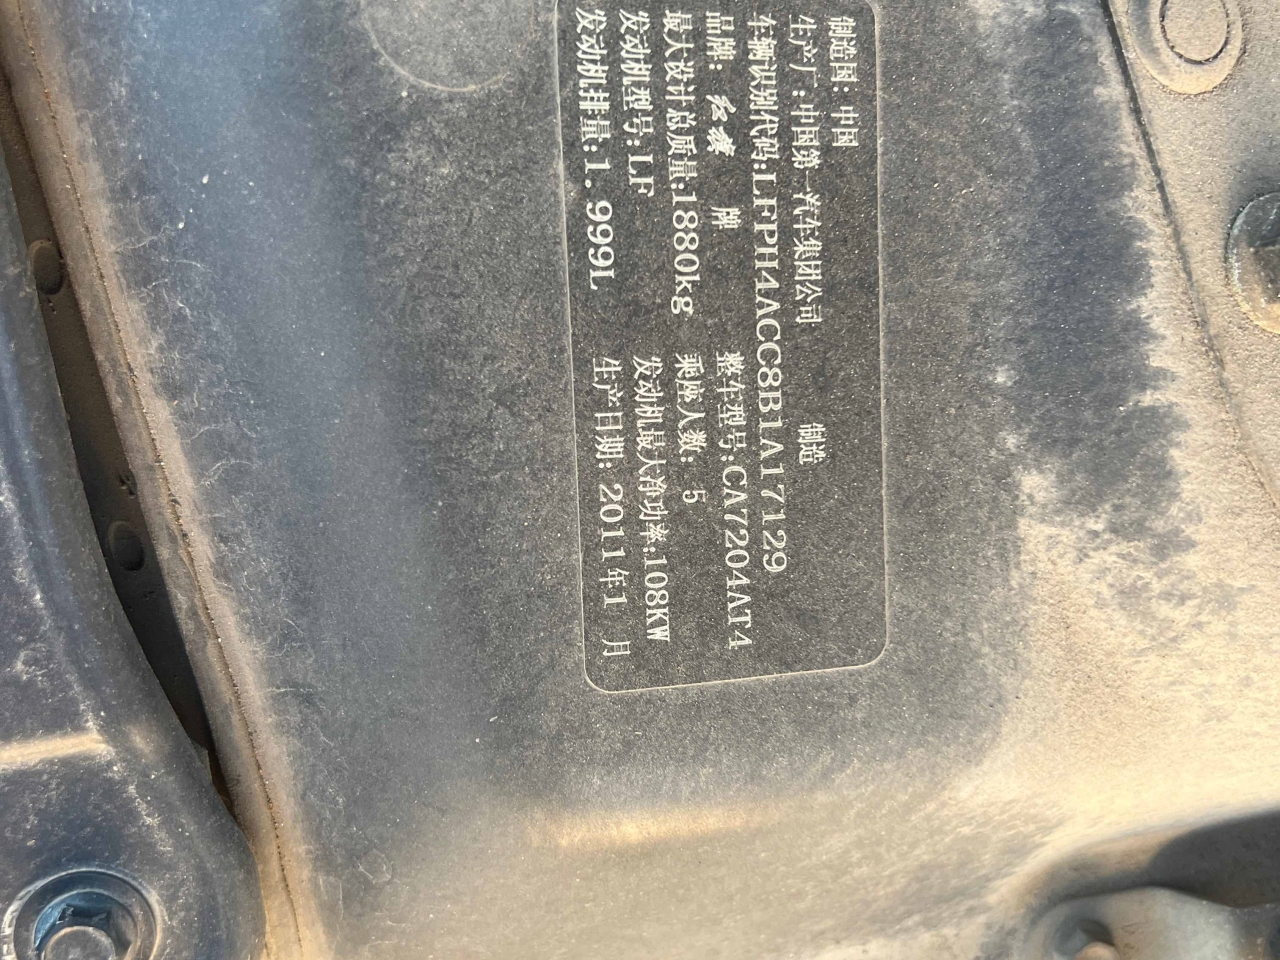 制造国：中国
生产厂：中国第一汽车集团公司 制造
车辆识别代码:LFPH4ACC8B1A17129
品牌：红旗 牌 整车型号:CA7204AT4
最大设计总质量:1880kg 乘座人数：5
发动机型号:LF 发动机最大净功率:108KW
发动机排量:1.999L 生产日期：2011年1月